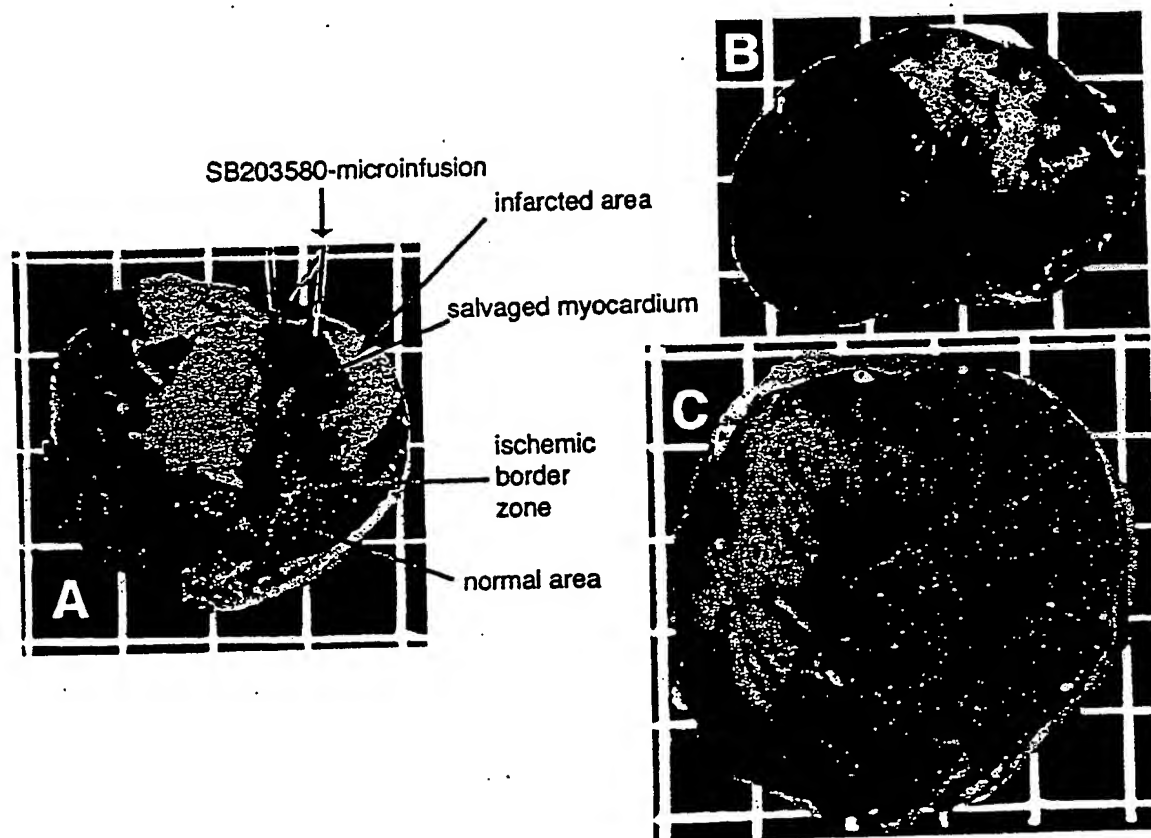 B
SB203580-microinfusion
infarcted area
salvaged myocardium
C
ischemic
border
zone
normal area
A